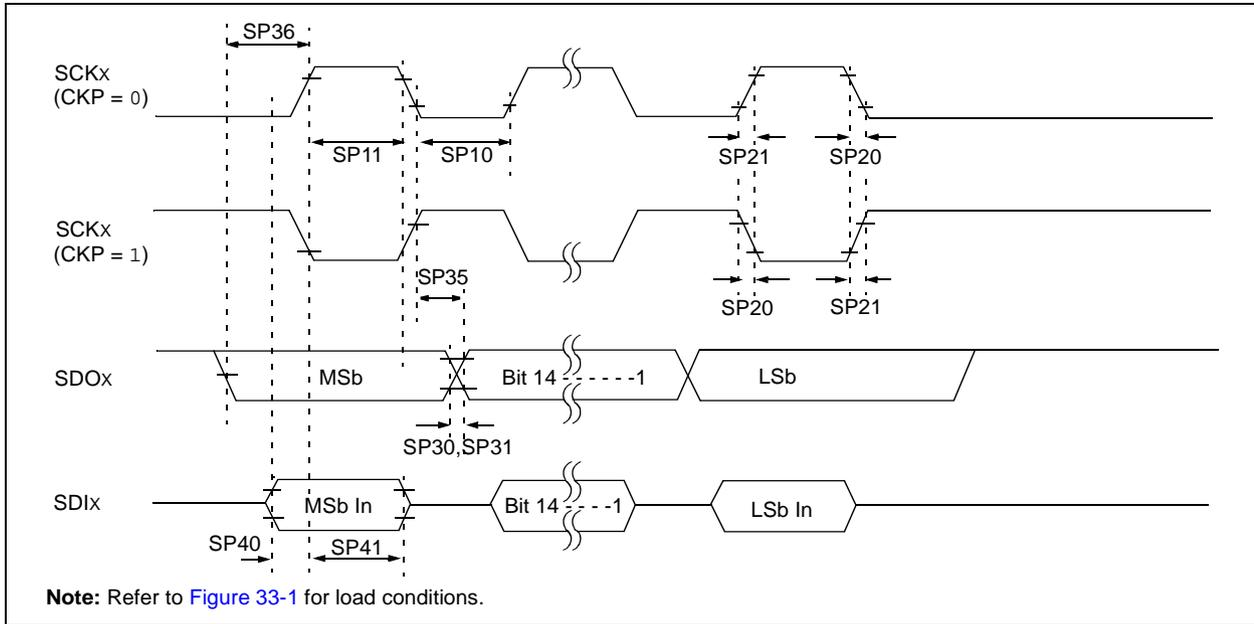 SP36
SCKX
(CKP = 0)
SP11
SP10
SP21
SP20
SCKX
(CKP = 1)
SP35
SP20
SP21
SDOX
MSb
Bit 14 - - - - - -1
LSb
SP30,SP31
SDIX
MSb In
Bit 14 - - - -1
LSb In
SP40
SP41
Note: Refer to Figure 33-1 for load conditions.